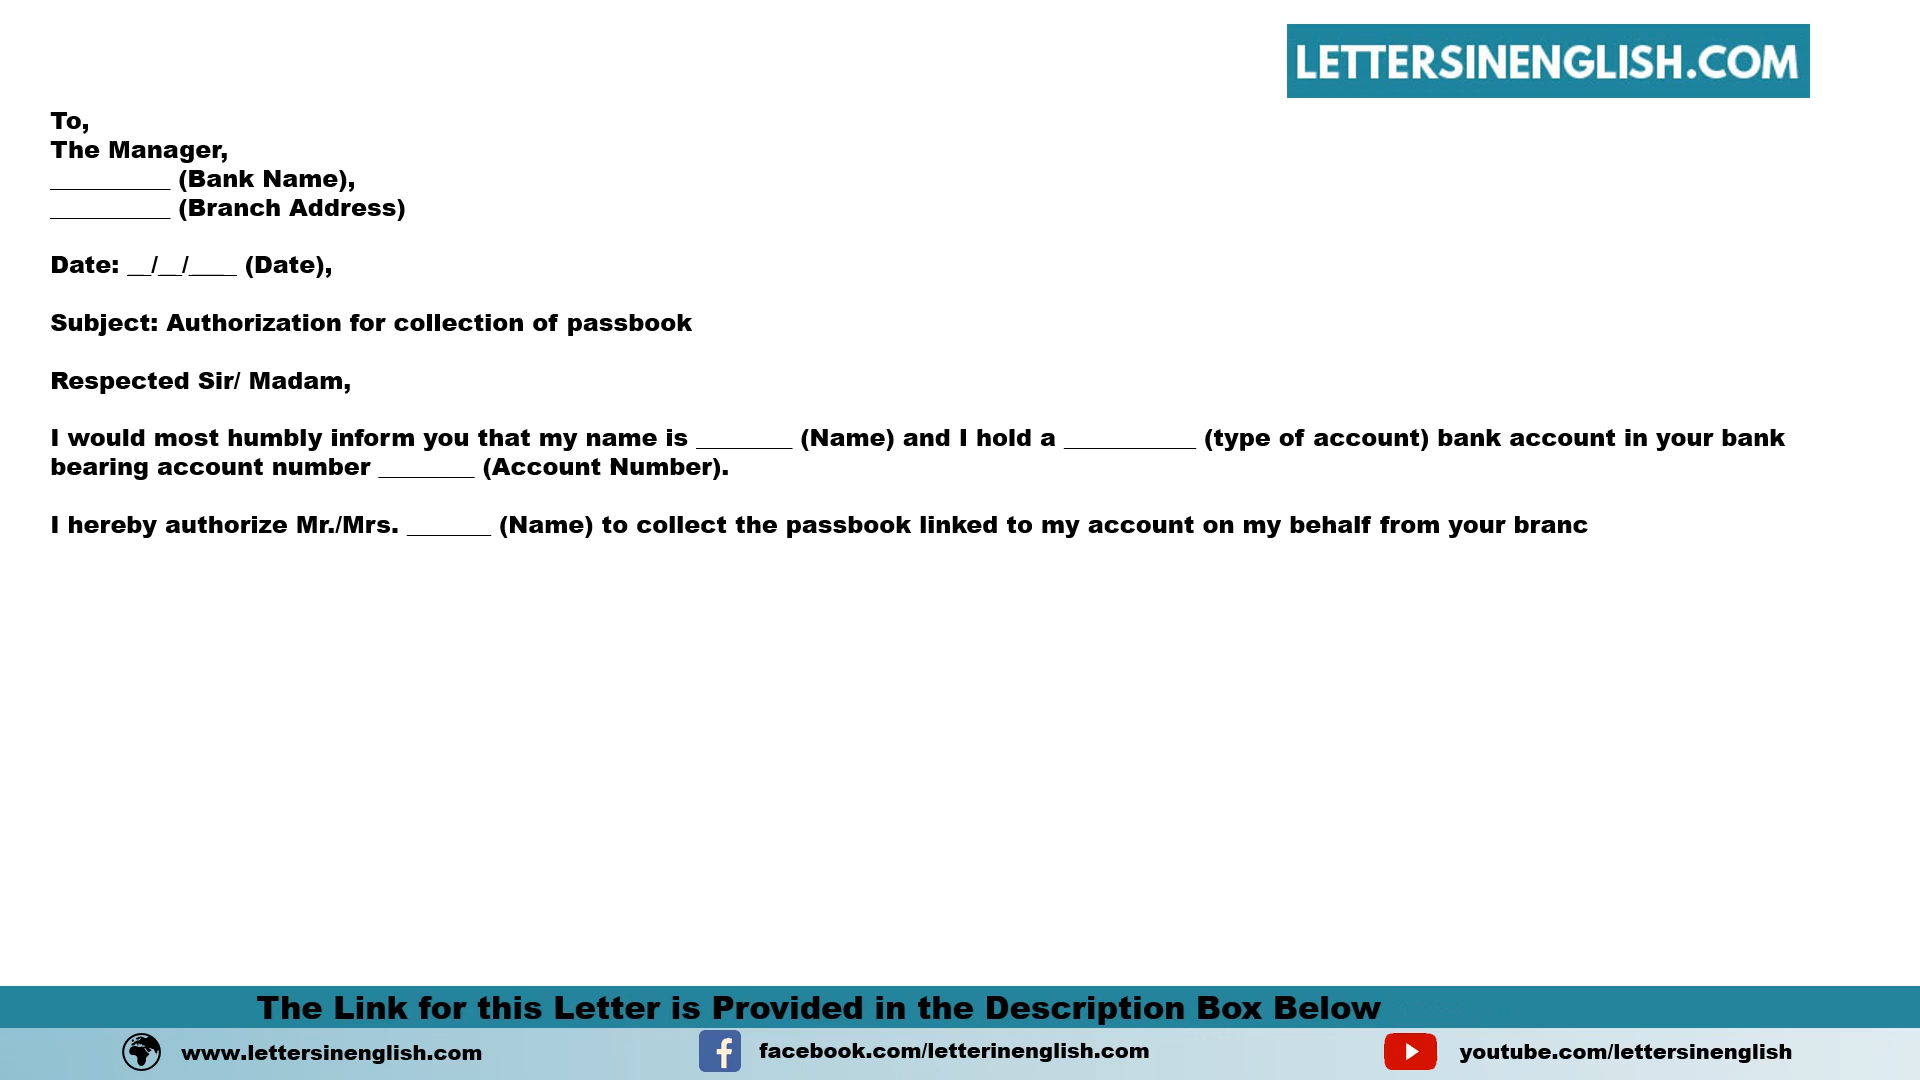 LETTERSINENGLISH.COM
To,
The Manager,
__________ (Bank Name),
__________ (Branch Address)
Date: __/__/____ (Date),
Subject: Authorization for collection of passbook
Respected Sir/ Madam,
I would most humbly inform you that my name is ________ (Name) and I hold a ___________ (type of account) bank account in your bank
bearing account number ________ (Account Number).
I hereby authorize Mr./Mrs. _______ (Name) to collect the passbook linked to my account on my behalf from your branc
The Link for this Letter is Provided in the Description Box Below
www.lettersinenglish.com
facebook.com/letterinenglish.com
youtube.com/lettersinenglish